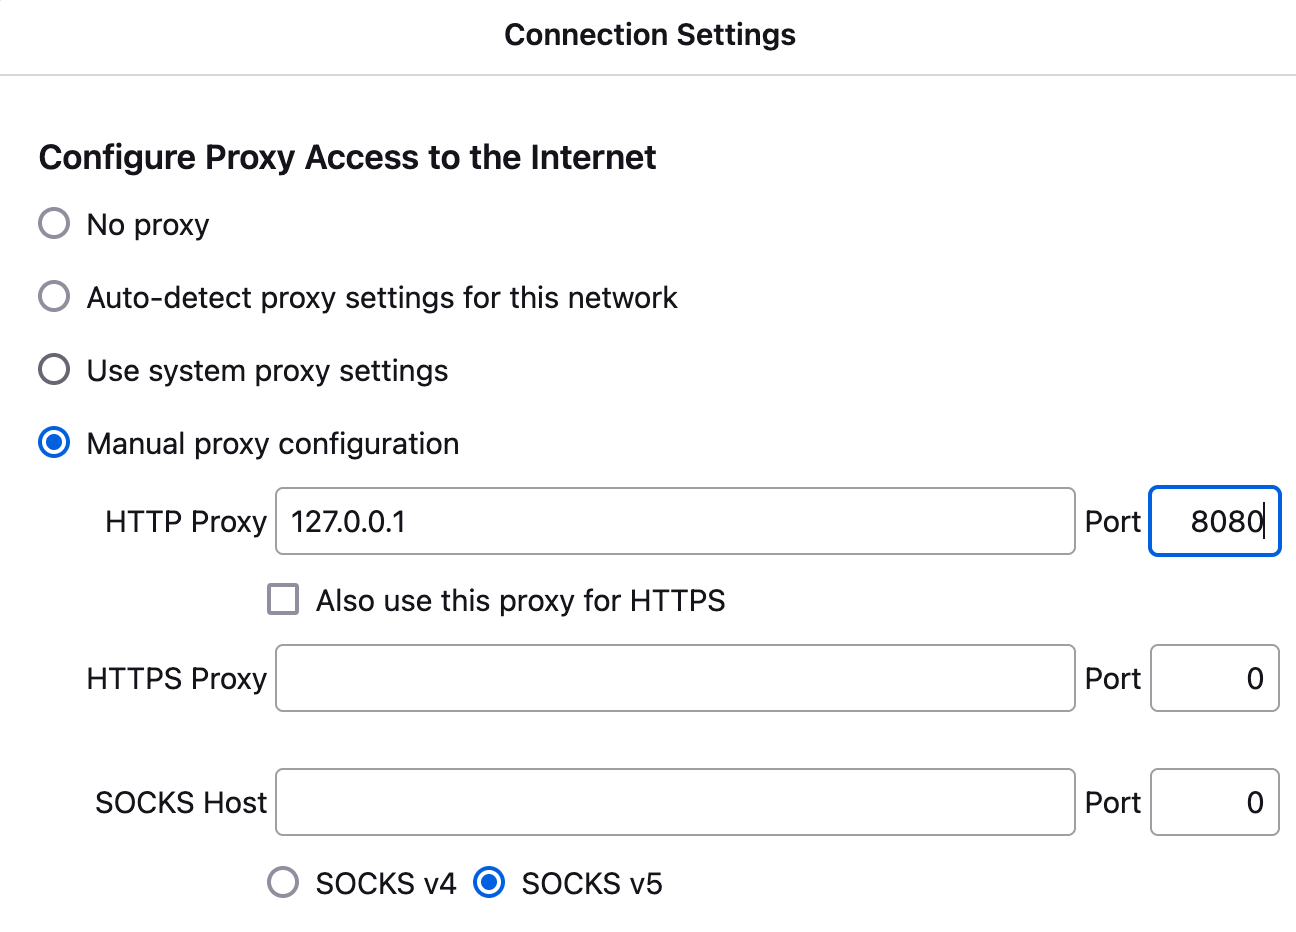 Connection Settings
Configure Proxy Access to the Internet
No proxy
Auto-detect proxy settings for this network
Use system proxy settings
Manual proxy configuration
HTTP Proxy 127.0.0.1 Port 8080
Also use this proxy for HTTPS
HTTPS Proxy Port 0
SOCKS Host Port 0
SOCKS v4 SOCKS v5